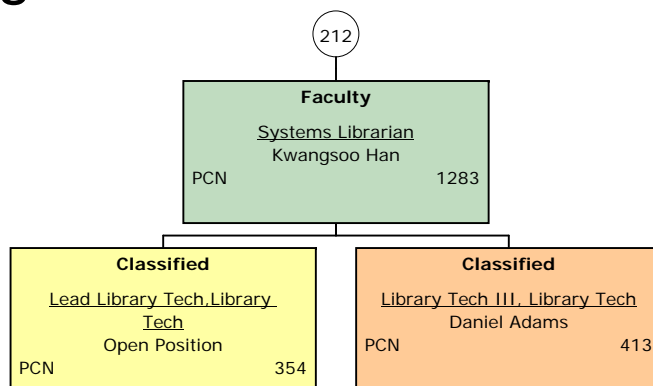 212
Faculty
Systems Librarian
Kwangsoo Han
PCN 1283
Classified
Lead Library Tech,Library
Tech
Open Position
PCN 354
Classified
Library Tech III, Library Tech
Daniel Adams
PCN 413